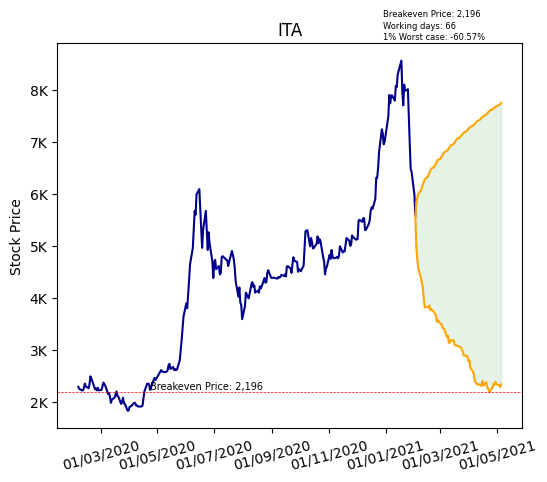 Breakeven Price: 2,196
Working days: 66
1% Worst case: -60.57%
ITA
Stock Price
8K
7K
6K
5K
4K
3K
2K
Breakeven Price: 2,196
01/03/2020
01/05/2020
01/07/2020
01/09/2020
01/11/2020
01/01/2021
01/03/2021
01/05/2021